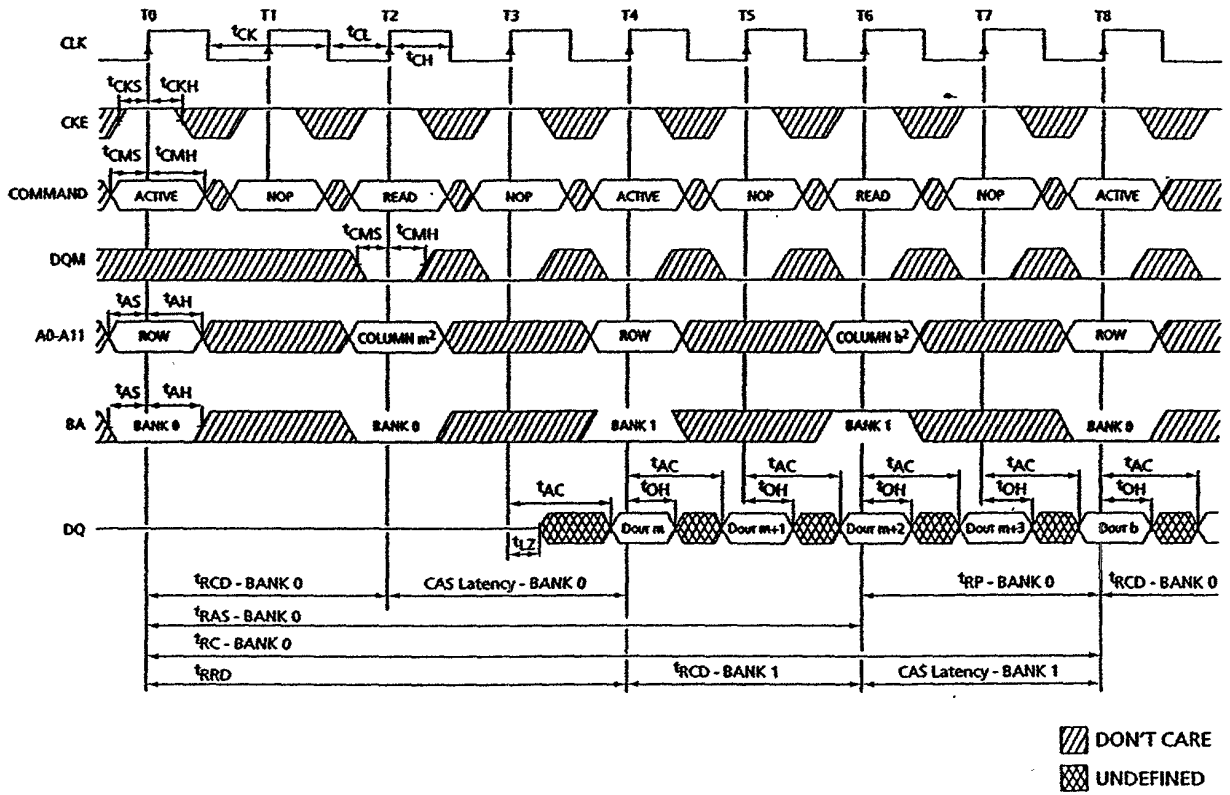 T0 T1 T2 T3 T4 T5 T6 T7 T8
CLK
tCK tCL
tCH
tCKS tCKH
CKE
tCMS tCMH
COMMAND ACTIVE NOP READ NOP ACTIVE NOP READ NOP ACTIVE
tCMS tCMH
DQM
tAS tAH
A0-A11 ROW COLUMN m2 ROW COLUMN b2 ROW
tAS tAH
BA BANK 0 BANK 0 BANK 1 BANK 1 BANK 0
tAC tAC tAC tAC tAC tAC
tOH tOH tOH tOH tOH
DQ DOUT m DOUT m+1 DOUT m+2 DOUT m+3 DOUT b
tLZ
tRCD - BANK 0 CAS Latency - BANK 0 tRP - BANK 0 tRCD - BANK 0
tRAS - BANK 0
tRC - BANK 0
tRRD tRCD - BANK 1 CAS Latency - BANK 1
DON'T CARE
UNDEFINED